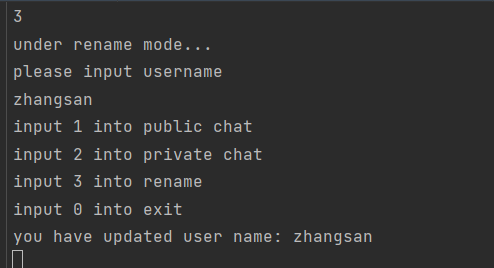 3
under rename mode...
please input username
zhangsan
input 1 into public chat
input 2 into private chat
input 3 into rename
input 0 into exit
you have updated user name: zhangsan